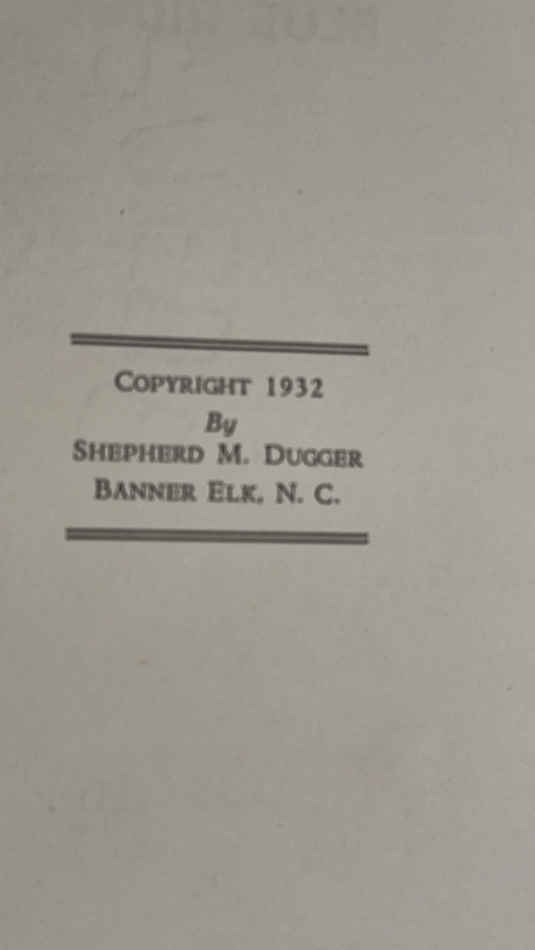 COPYRIGHT 1932
By
SHEPHERD M. DUGGER
BANNER ELK, N. C.